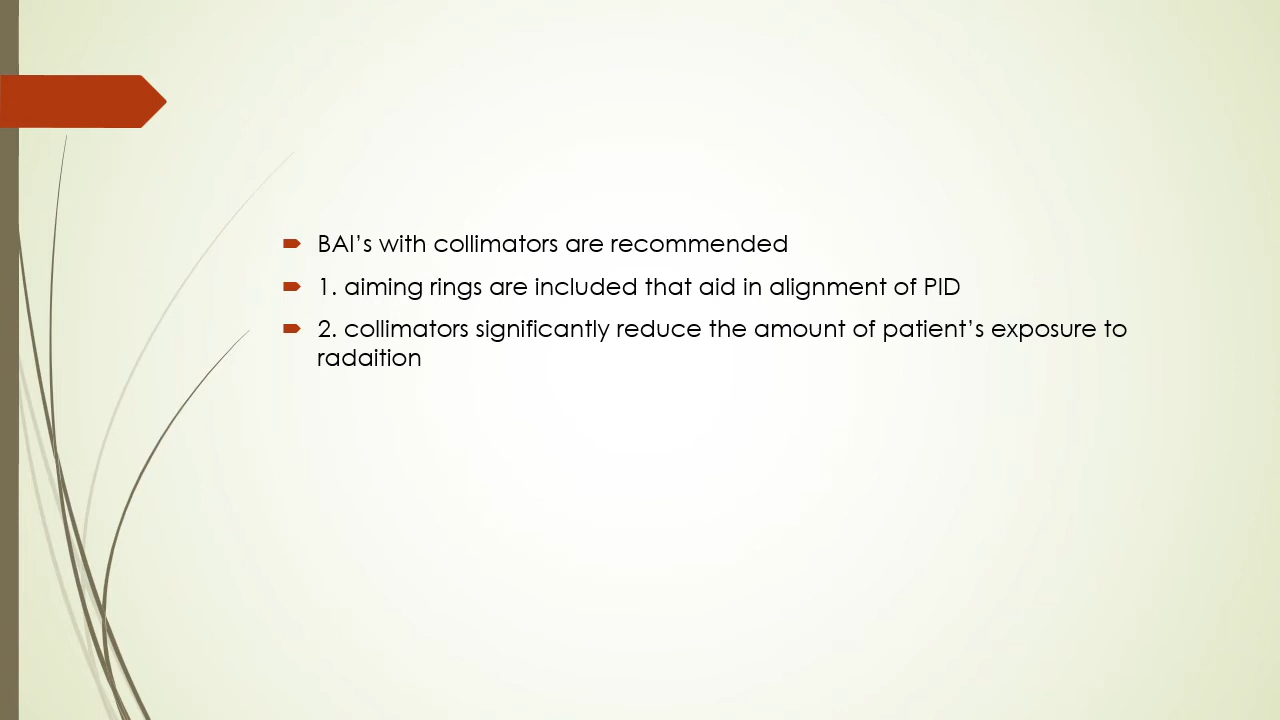 BAI’s with collimators are recommended
1. aiming rings are included that aid in alignment of PID
2. collimators significantly reduce the amount of patient’s exposure to
radaition